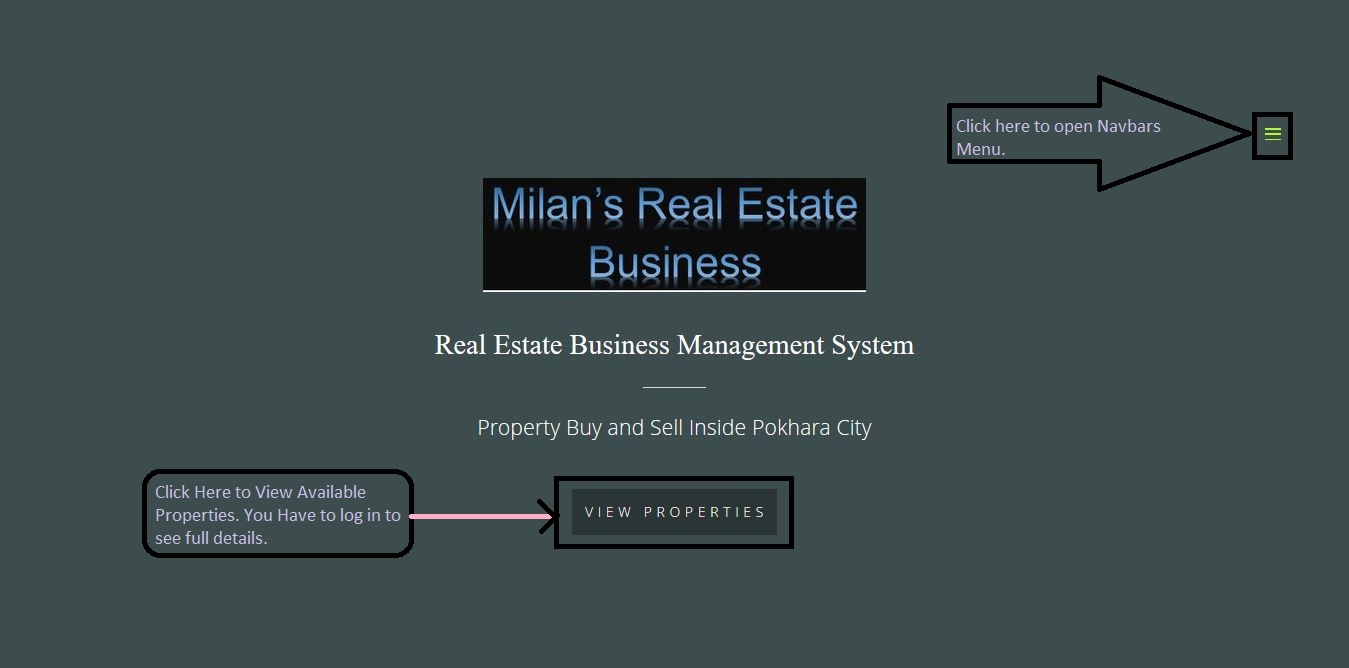 Click here to open Navbars
Menu.
Milan’s Real Estate
Business
Real Estate Business Management System
Property Buy and Sell Inside Pokhara City
Click Here to View Available
Properties. You Have to log in to
see full details.
VIEW PROPERTIES